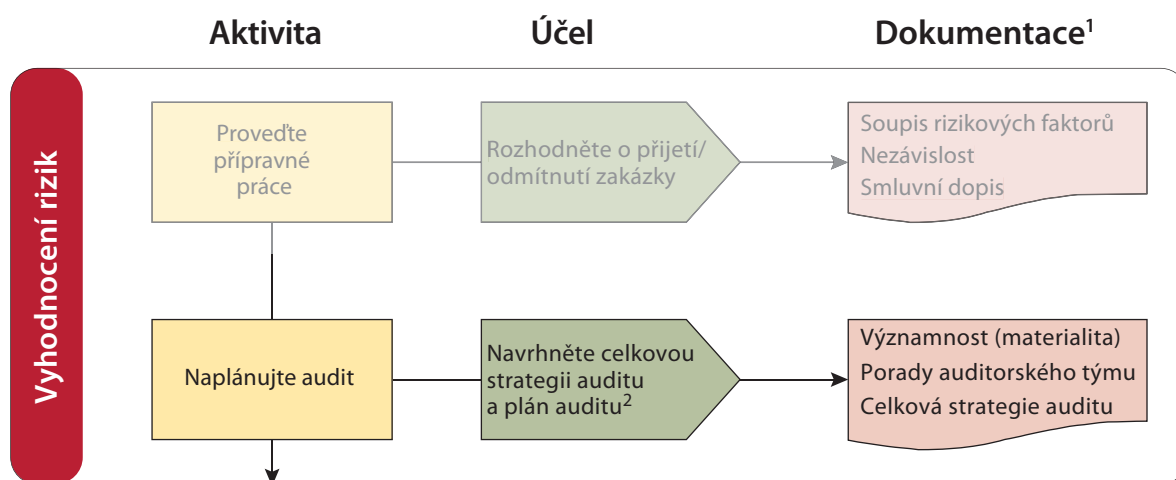 Aktivita
Účel
Dokumentace1
Vyhodnocení rizik
Proveďte
přípravné
práce
Rozhodněte o přijetí/
odmítnutí zakázky
Soupis rizikových faktorů
Nezávislost
Smluvní dopis
Naplánujte audit
Navrhněte celkovou
strategii auditu
a plán auditu2
Významnost (materialita)
Porady auditorského týmu
Celková strategie auditu